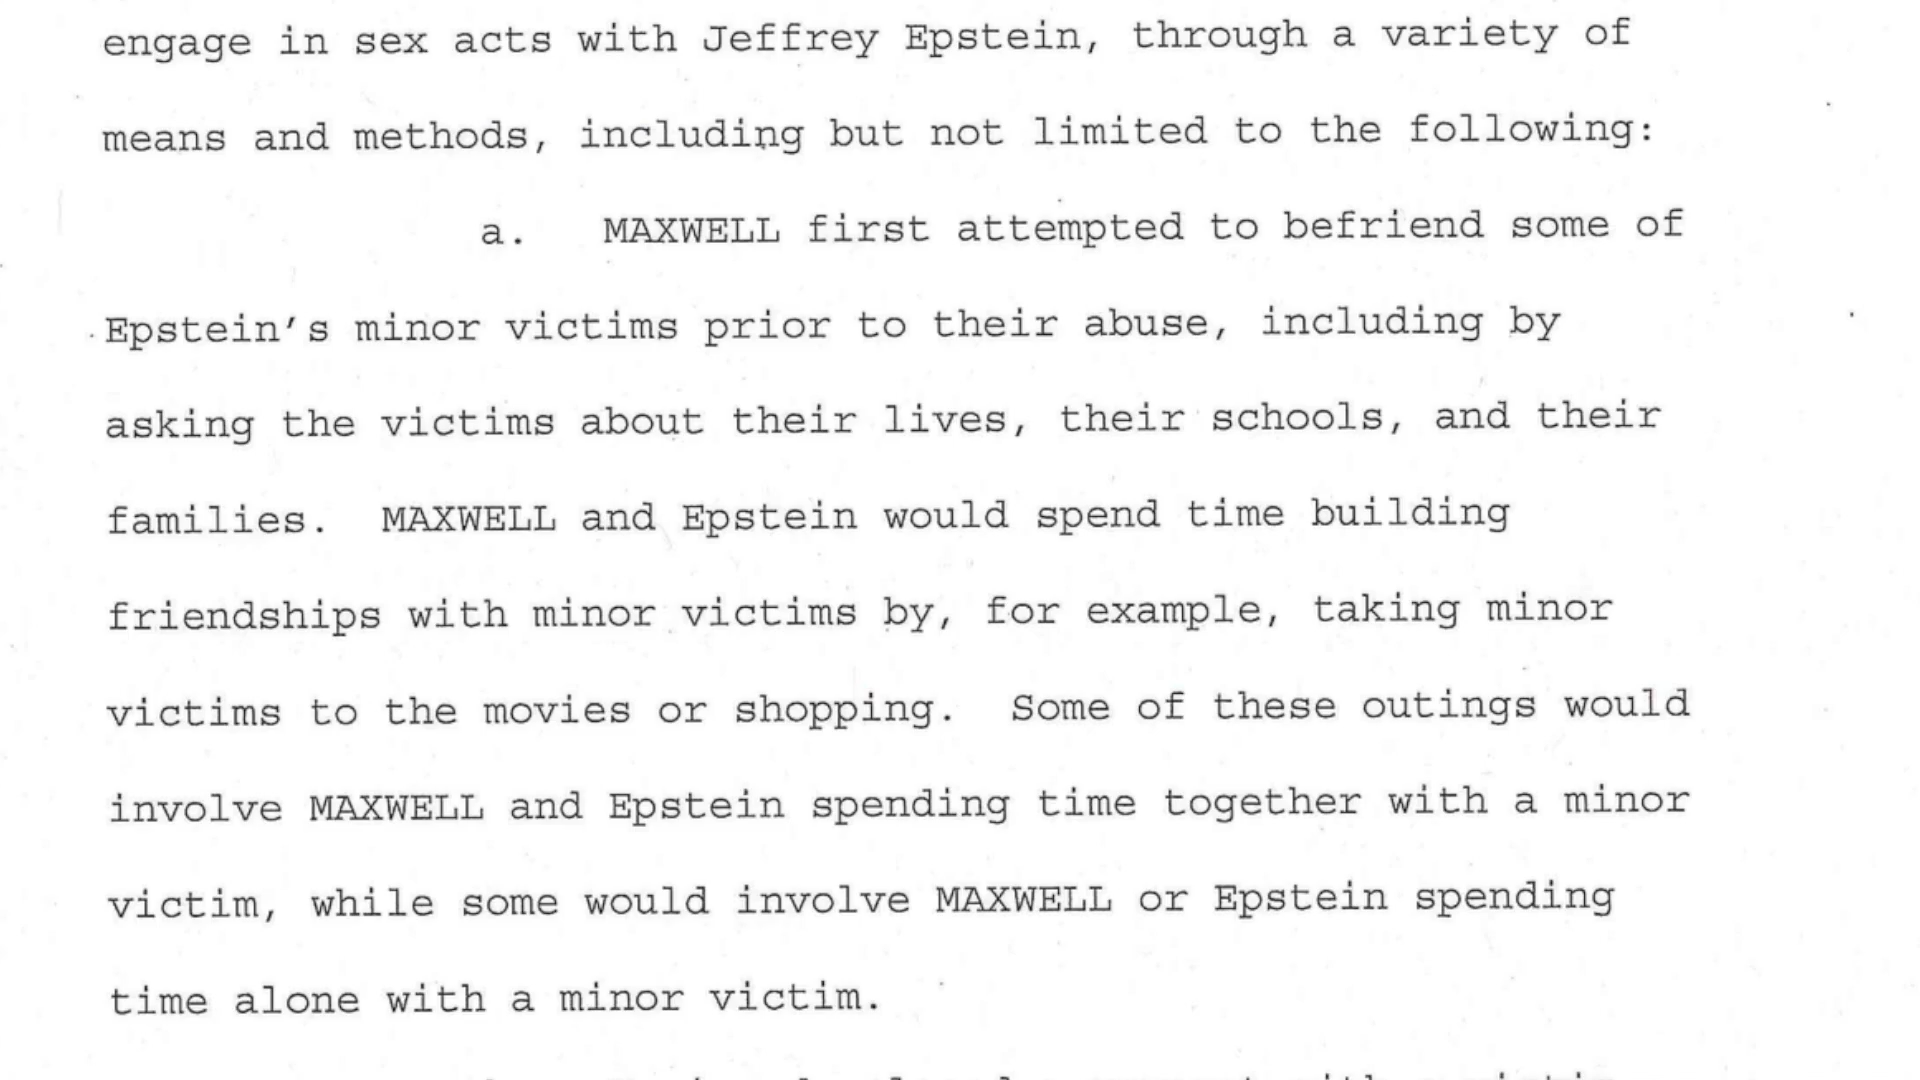 engage in sex acts with Jeffrey Epstein, through a variety of
means and methods, including but not limited to the following:
a. MAXWELL first attempted to befriend some of
Epstein's minor victims prior to their abuse, including by
asking the victims about their lives, their schools, and their
families. MAXWELL and Epstein would spend time building
friendships with minor victims by, for example, taking minor
victims to the movies or shopping. Some of these outings would
involve MAXWELL and Epstein spending time together with a minor
victim, while some would involve MAXWELL or Epstein spending
time alone with a minor victim.